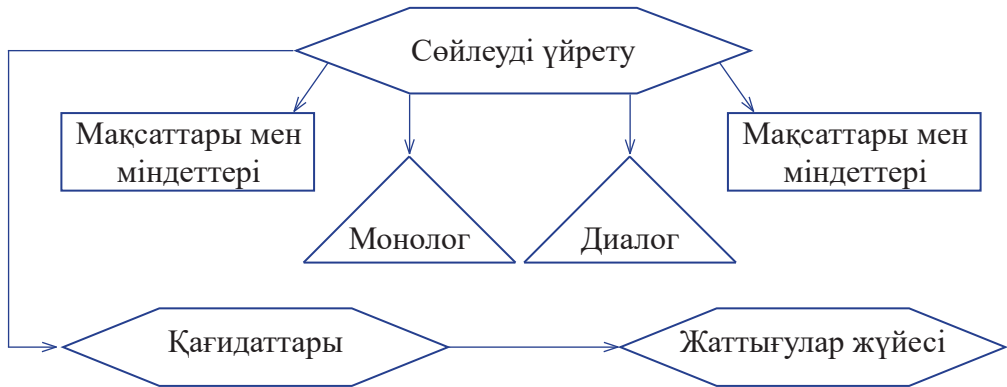 Сөйлеуді үйрету
Мақсаттары мен
міндеттері
Мақсаттары мен
міндеттері
Монолог
Диалог
Қағидаттары
Жаттығулар жүйесі